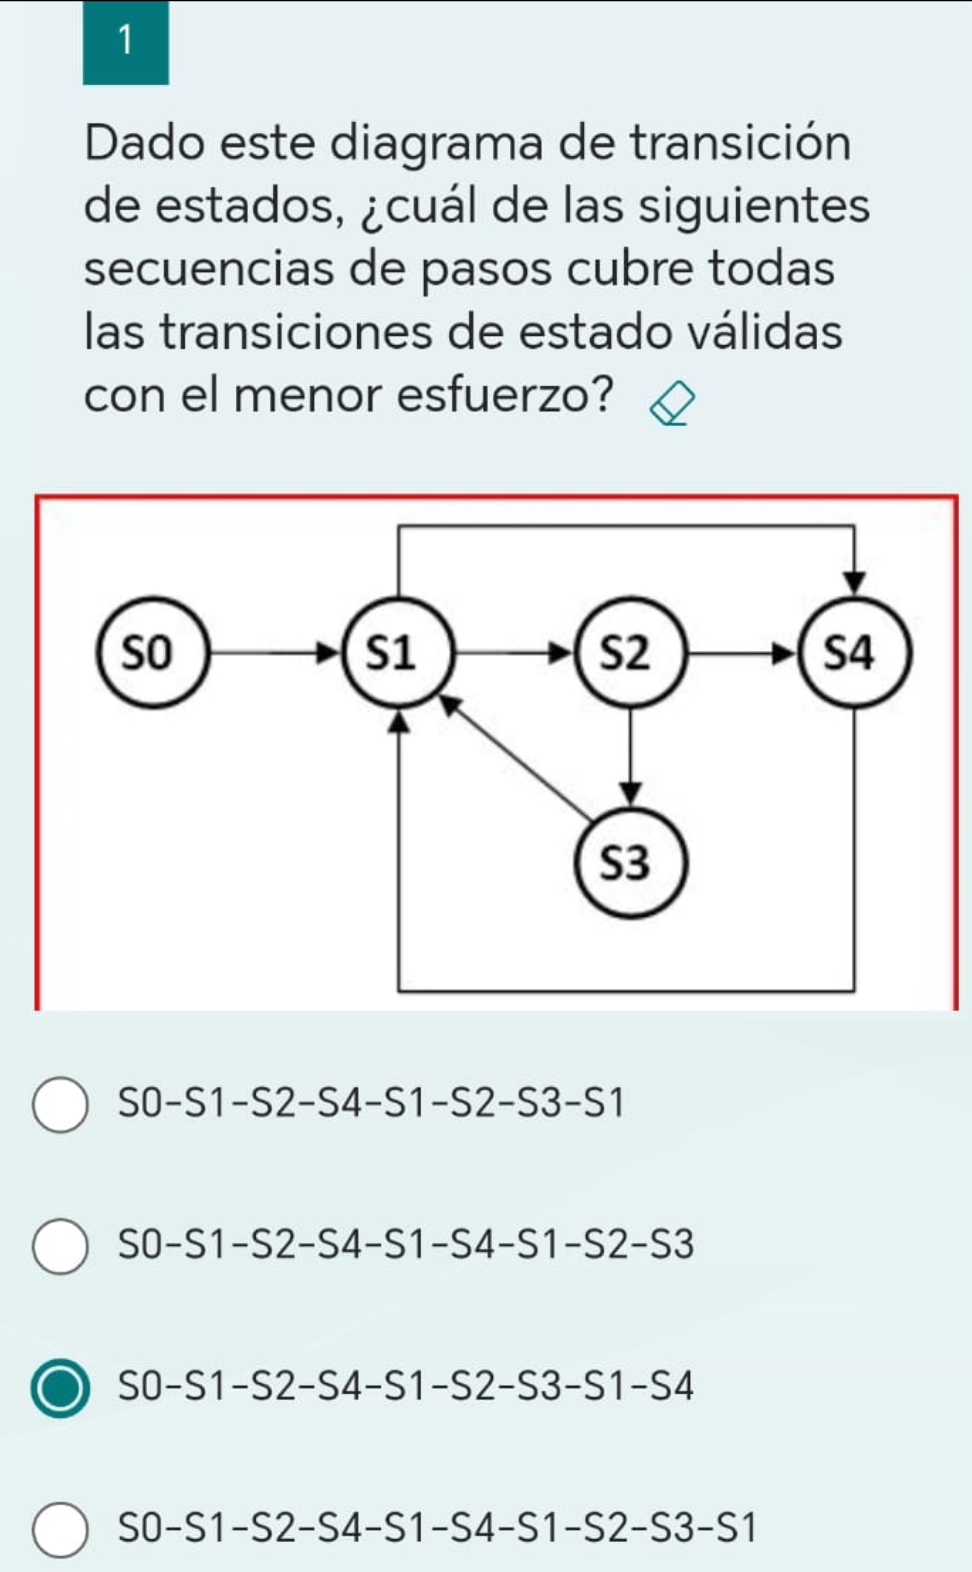 1
Dado este diagrama de transición
de estados, ¿cuál de las siguientes
secuencias de pasos cubre todas
las transiciones de estado válidas
con el menor esfuerzo?
S0 S1 S2 S4
S3
S0-S1-S2-S4-S1-S2-S3-S1
S0-S1-S2-S4-S1-S4-S1-S2-S3
S0-S1-S2-S4-S1-S2-S3-S1-S4
S0-S1-S2-S4-S1-S4-S1-S2-S3-S1